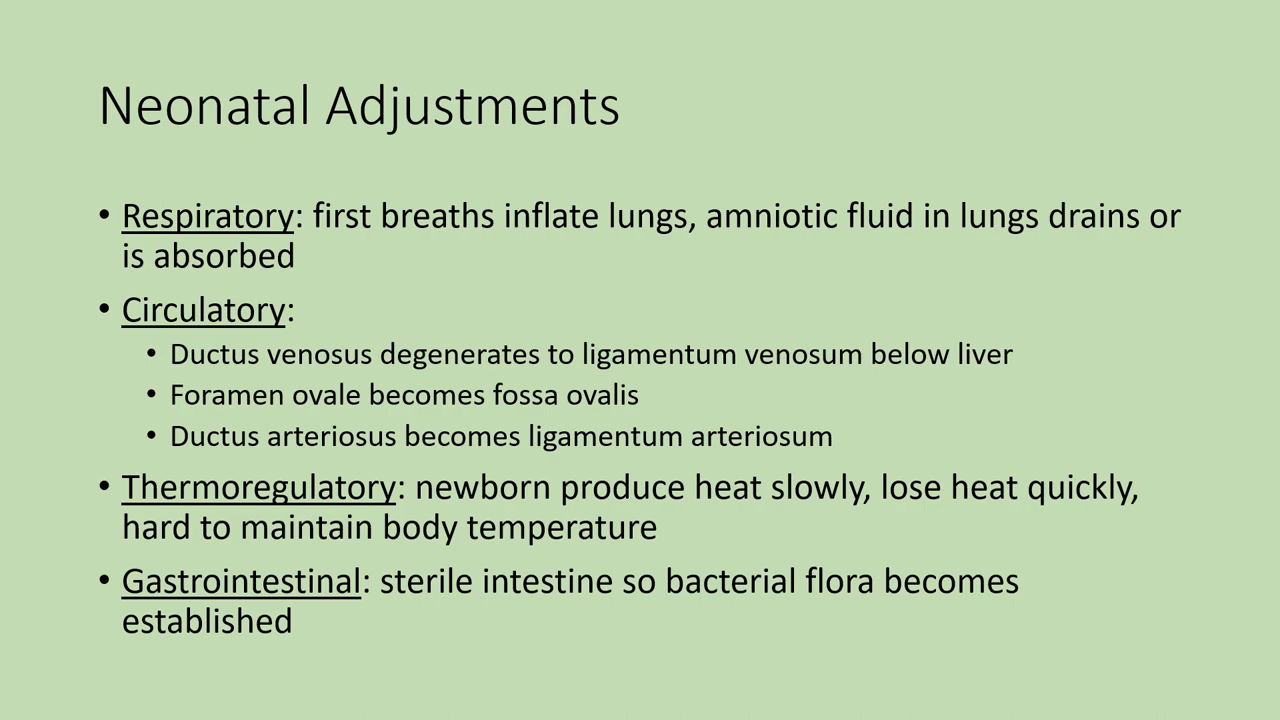 Neonatal Adjustments
• Respiratory: first breaths inflate lungs, amniotic fluid in lungs drains or
is absorbed
• Circulatory:
• Ductus venosus degenerates to ligamentum venosum below liver
• Foramen ovale becomes fossa ovalis
• Ductus arteriosus becomes ligamentum arteriosum
• Thermoregulatory: newborn produce heat slowly, lose heat quickly,
hard to maintain body temperature
• Gastrointestinal: sterile intestine so bacterial flora becomes
established